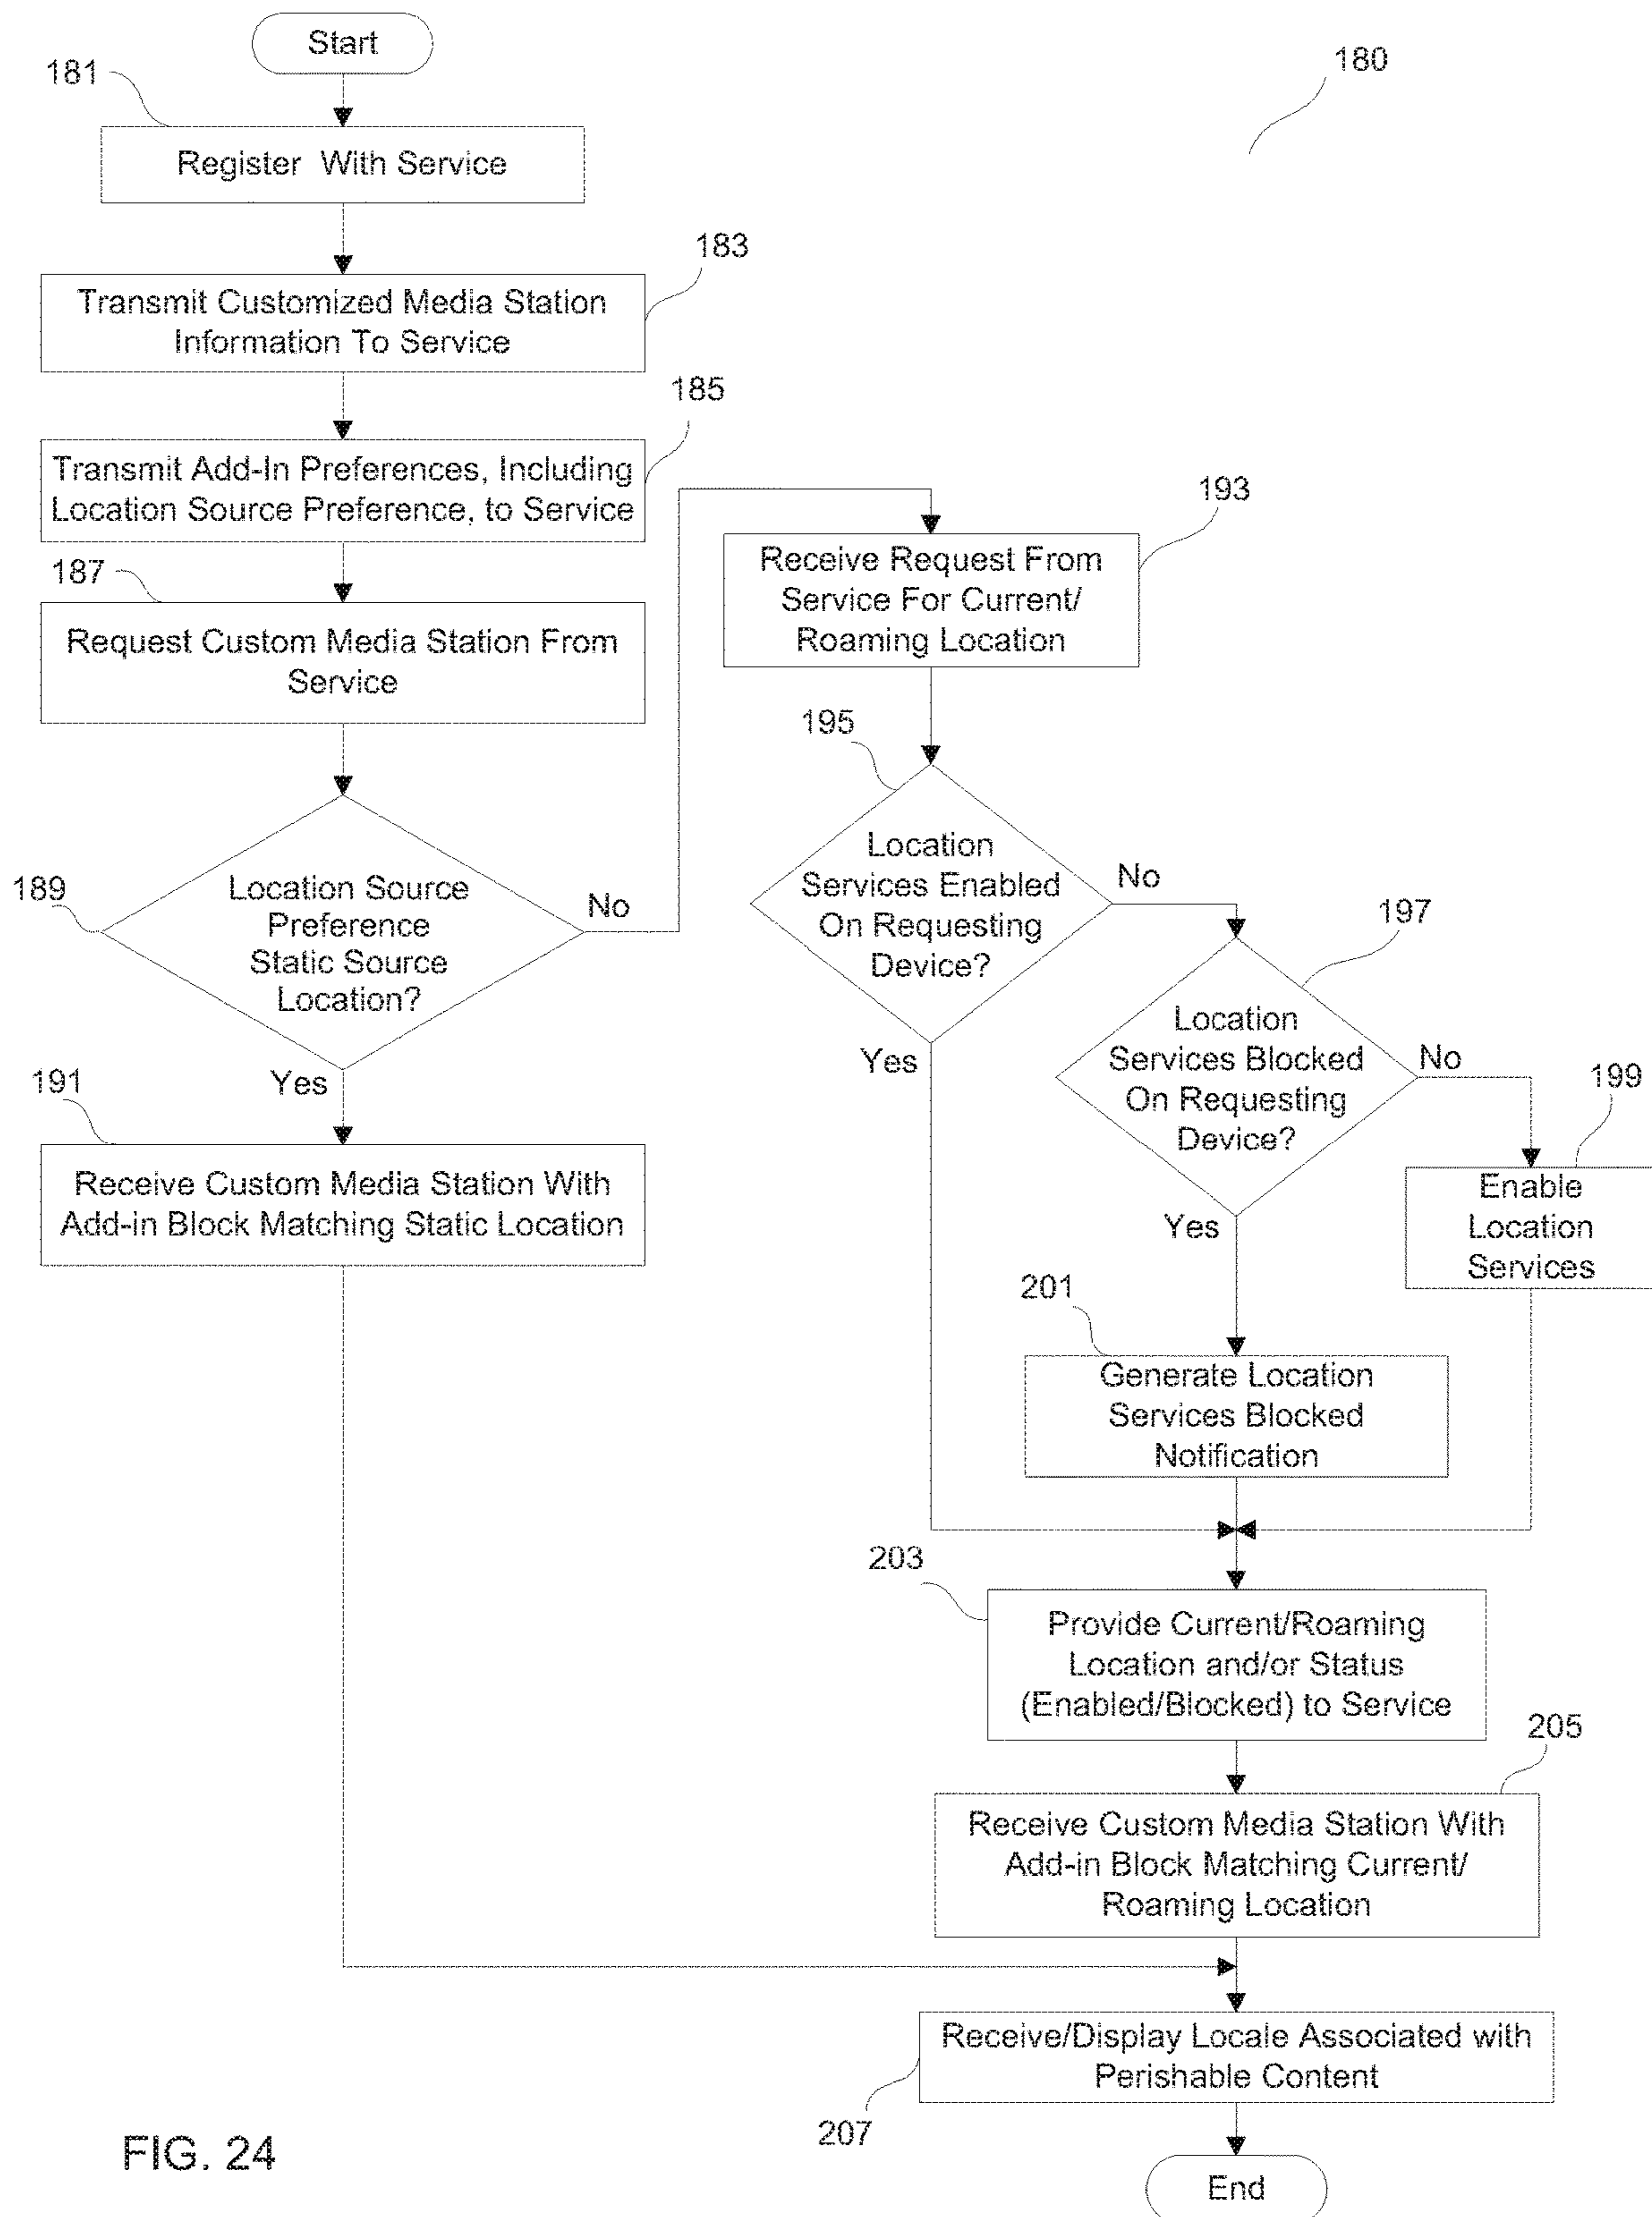 Start
181
180
Register With Service
183
Transmit Customized Media Station
Information To Service
185
Transmit Add-In Preferences, Including
Location Source Preference, to Service
187
Request Custom Media Station From
Service
189
Location Source
Preference
Static Source
Location?
No
Yes
191
Receive Custom Media Station With
Add-in Block Matching Static Location
193
Receive Request From
Service For Current/
Roaming Location
195
Location
Services Enabled
On Requesting
Device?
No
Yes
197
Location
Services Blocked
On Requesting
Device?
No
Yes
199
Enable
Location
Services
201
Generate Location
Services Blocked
Notification
203
Provide Current/Roaming
Location and/or Status
(Enabled/Blocked) to Service
205
Receive Custom Media Station With
Add-in Block Matching Current/
Roaming Location
Receive/Display Locale Associated with
Perishable Content
207
End
FIG. 24